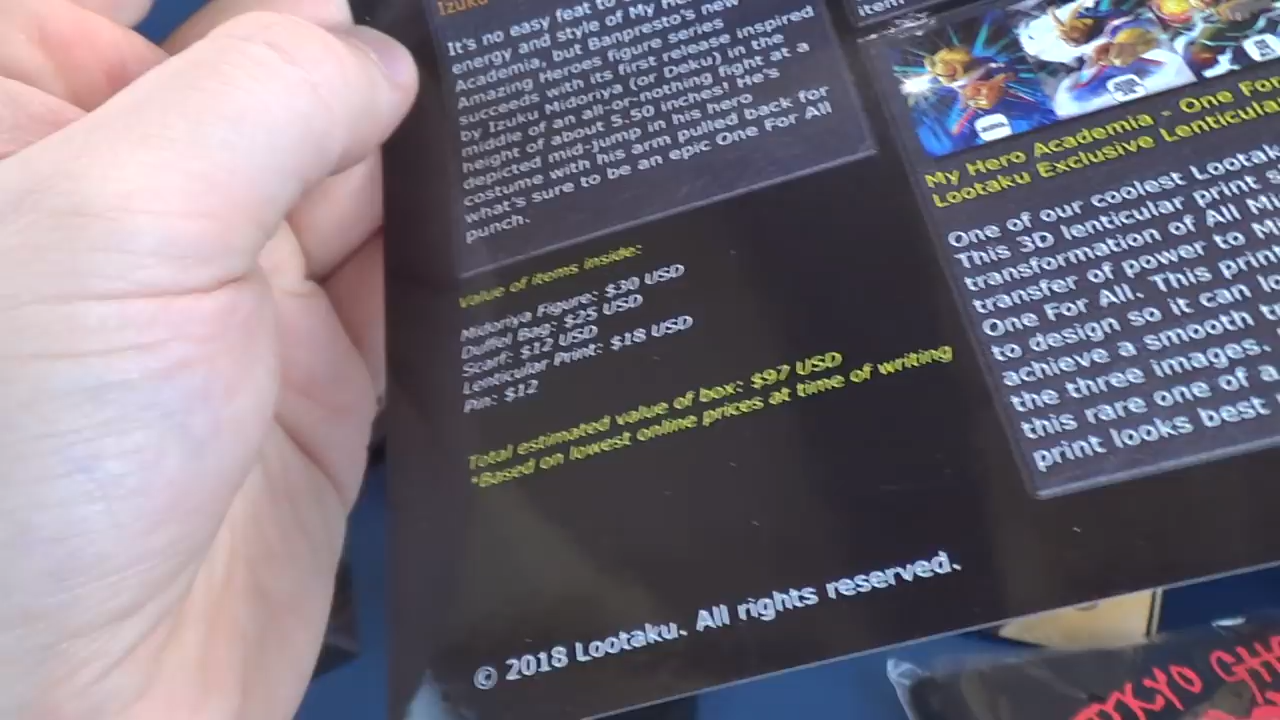 Izuku
It's no easy feat to
energy and style of My
Academia, but Banpresto's new
Amazing Heroes figure series
succeeds with its first release inspired
by Izuku Midoriya (or Deku) in the
middle of an all-or-nothing fight at a
height of about 5.50 inches! He's
depicted mid-jump in his hero
costume with his arm pulled back for
what's sure to be an epic One For All
punch.
Value of items inside:
Midoriya Figure: $30 USD
Duffel Bag: $25 USD
Scarf: $12 USD
Lenticular Print: $18 USD
Pin: $12
Total estimated value of box: $97 USD
*Based on lowest online prices at time of writing
© 2018 Lootaku. All rights reserved.
item
My Hero Academia - One For
Lootaku Exclusive Lenticular
One of our coolest
This 3D lenticular print
transformation of All
transfer of power to
One For All. This print
to design so it can
achieve a smooth
the three images.
this rare one of a
print looks best
TOKYO